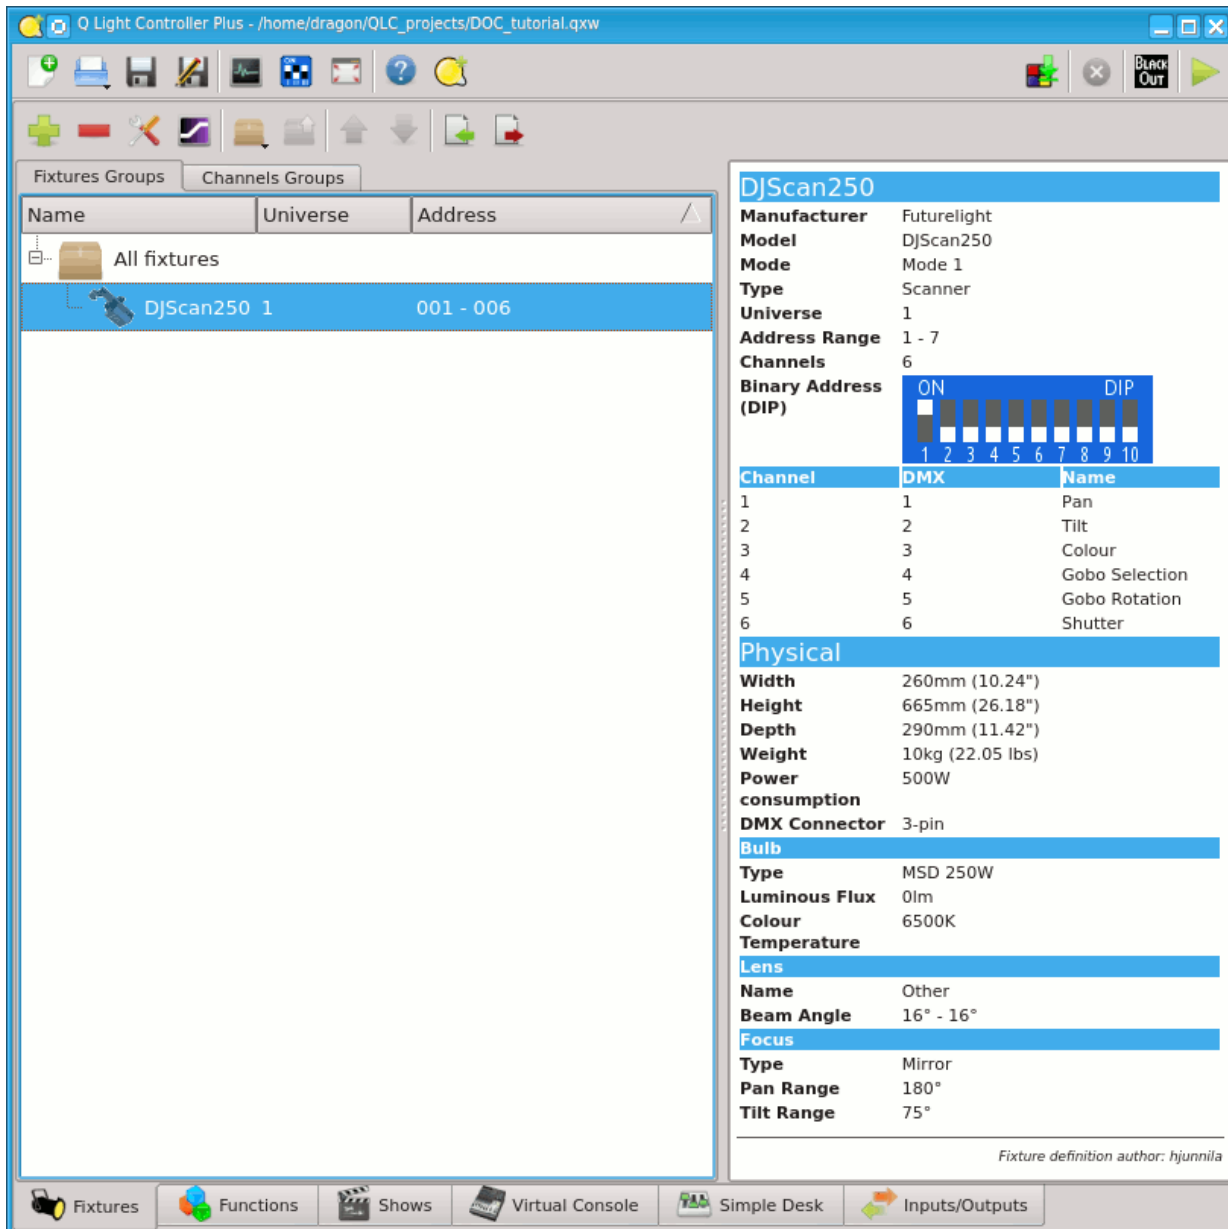 Q Light Controller Plus - /home/dragon/QLC_projects/DOC_tutorial.qxw
ON
BLACK OUT
Fixtures Groups Channels Groups
Name Universe Address
All fixtures
DJScan250 1 001 - 006
DJScan250
Manufacturer Futurelight
Model DJScan250
Mode Mode 1
Type Scanner
Universe 1
Address Range 1 - 7
Channels 6
Binary Address (DIP)
ON DIP
1 2 3 4 5 6 7 8 9 10
Channel DMX Name
1 1 Pan
2 2 Tilt
3 3 Colour
4 4 Gobo Selection
5 5 Gobo Rotation
6 6 Shutter
Physical
Width 260mm (10.24")
Height 665mm (26.18")
Depth 290mm (11.42")
Weight 10kg (22.05 lbs)
Power consumption 500W
DMX Connector 3-pin
Bulb
Type MSD 250W
Luminous Flux 0lm
Colour Temperature 6500K
Lens
Name Other
Beam Angle 16° - 16°
Focus
Type Mirror
Pan Range 180°
Tilt Range 75°
Fixture definition author: hjunnila
Fixtures Functions Shows Virtual Console Simple Desk Inputs/Outputs